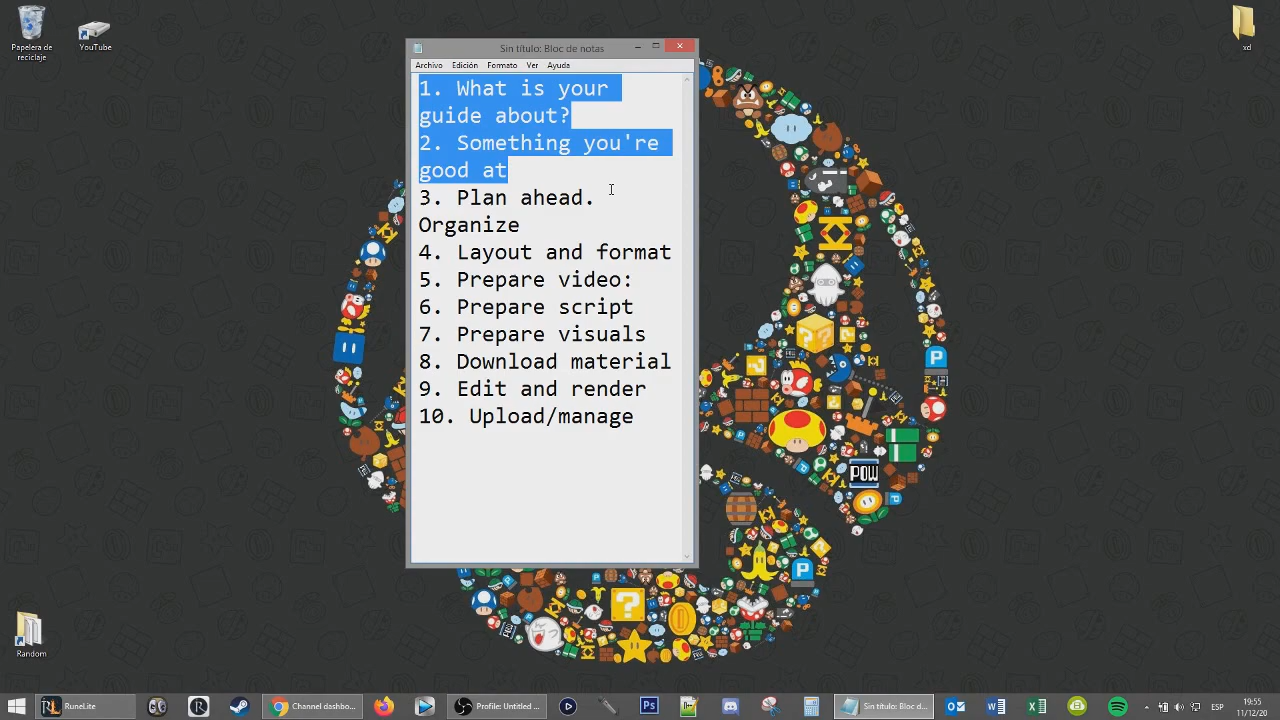 Papelera de
reciclaje
YouTube
xd
Sin título: Bloc de notas
Archivo Edición Formato Ver Ayuda
1. What is your
guide about?
2. Something you're
good at
3. Plan ahead.
Organize
4. Layout and format
5. Prepare video:
6. Prepare script
7. Prepare visuals
8. Download material
9. Edit and render
10. Upload/manage
P
POW
P
Random
RuneLite
Channel dashbo...
Profile: Untitled ...
Ps
Sin título: Bloc d...
ESP
19:55
11/12/20